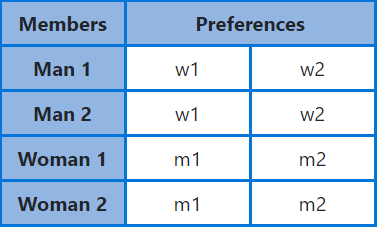 Members Preferences
Man 1 w1 w2
Man 2 w1 w2
Woman 1 m1 m2
Woman 2 m1 m2